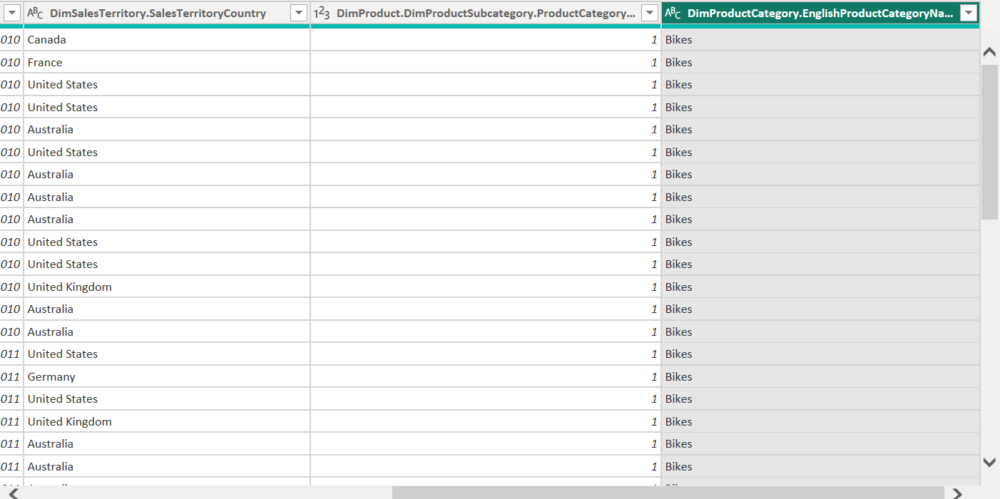 ABC DimSalesTerritory.SalesTerritoryCountry 123 DimProduct.DimProductSubcategory.ProductCategory... ABC DimProductCategory.EnglishProductCategoryNa...
010 Canada 1 Bikes
010 France 1 Bikes
010 United States 1 Bikes
010 United States 1 Bikes
010 Australia 1 Bikes
010 United States 1 Bikes
010 Australia 1 Bikes
010 Australia 1 Bikes
010 Australia 1 Bikes
010 United States 1 Bikes
010 United States 1 Bikes
010 United Kingdom 1 Bikes
010 Australia 1 Bikes
010 Australia 1 Bikes
011 United States 1 Bikes
011 Germany 1 Bikes
011 United States 1 Bikes
011 United Kingdom 1 Bikes
011 Australia 1 Bikes
011 Australia 1 Bikes